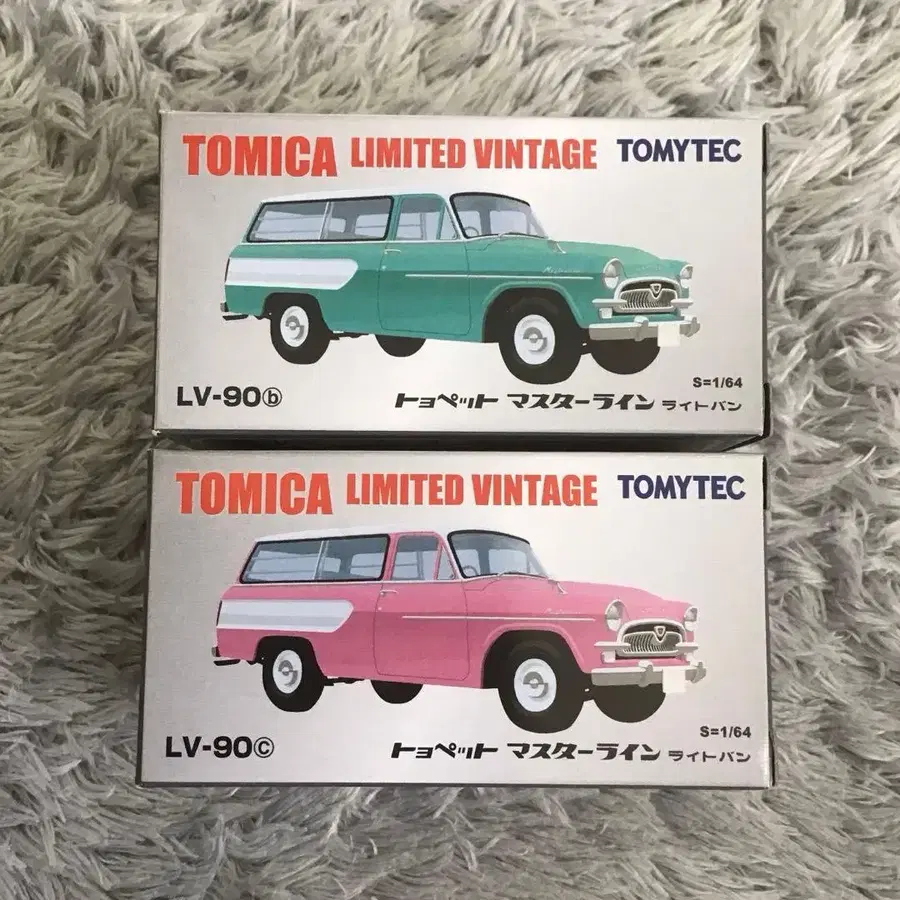 TOMICA LIMITED VINTAGE TOMYTEC
S=1/64
LV-90ⓑ トヨペット マスターライン ライトバン
TOMICA LIMITED VINTAGE TOMYTEC
S=1/64
LV-90ⓒ トヨペット マスターライン ライトバン